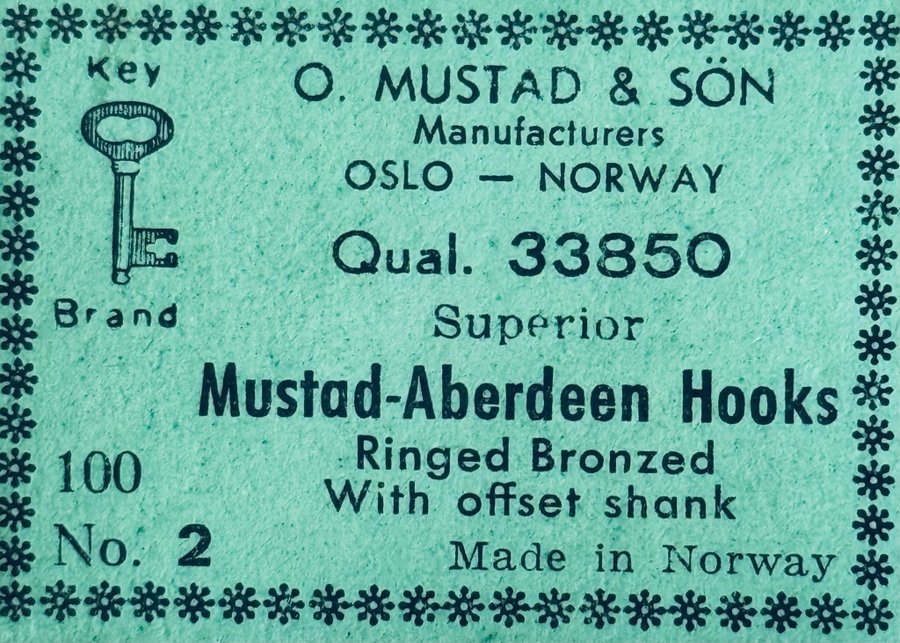 Key
Brand
O. MUSTAD & SÖN
Manufacturers
OSLO — NORWAY
Qual. 33850
Superior
Mustad-Aberdeen Hooks
Ringed Bronzed
With offset shank
100
No. 2
Made in Norway